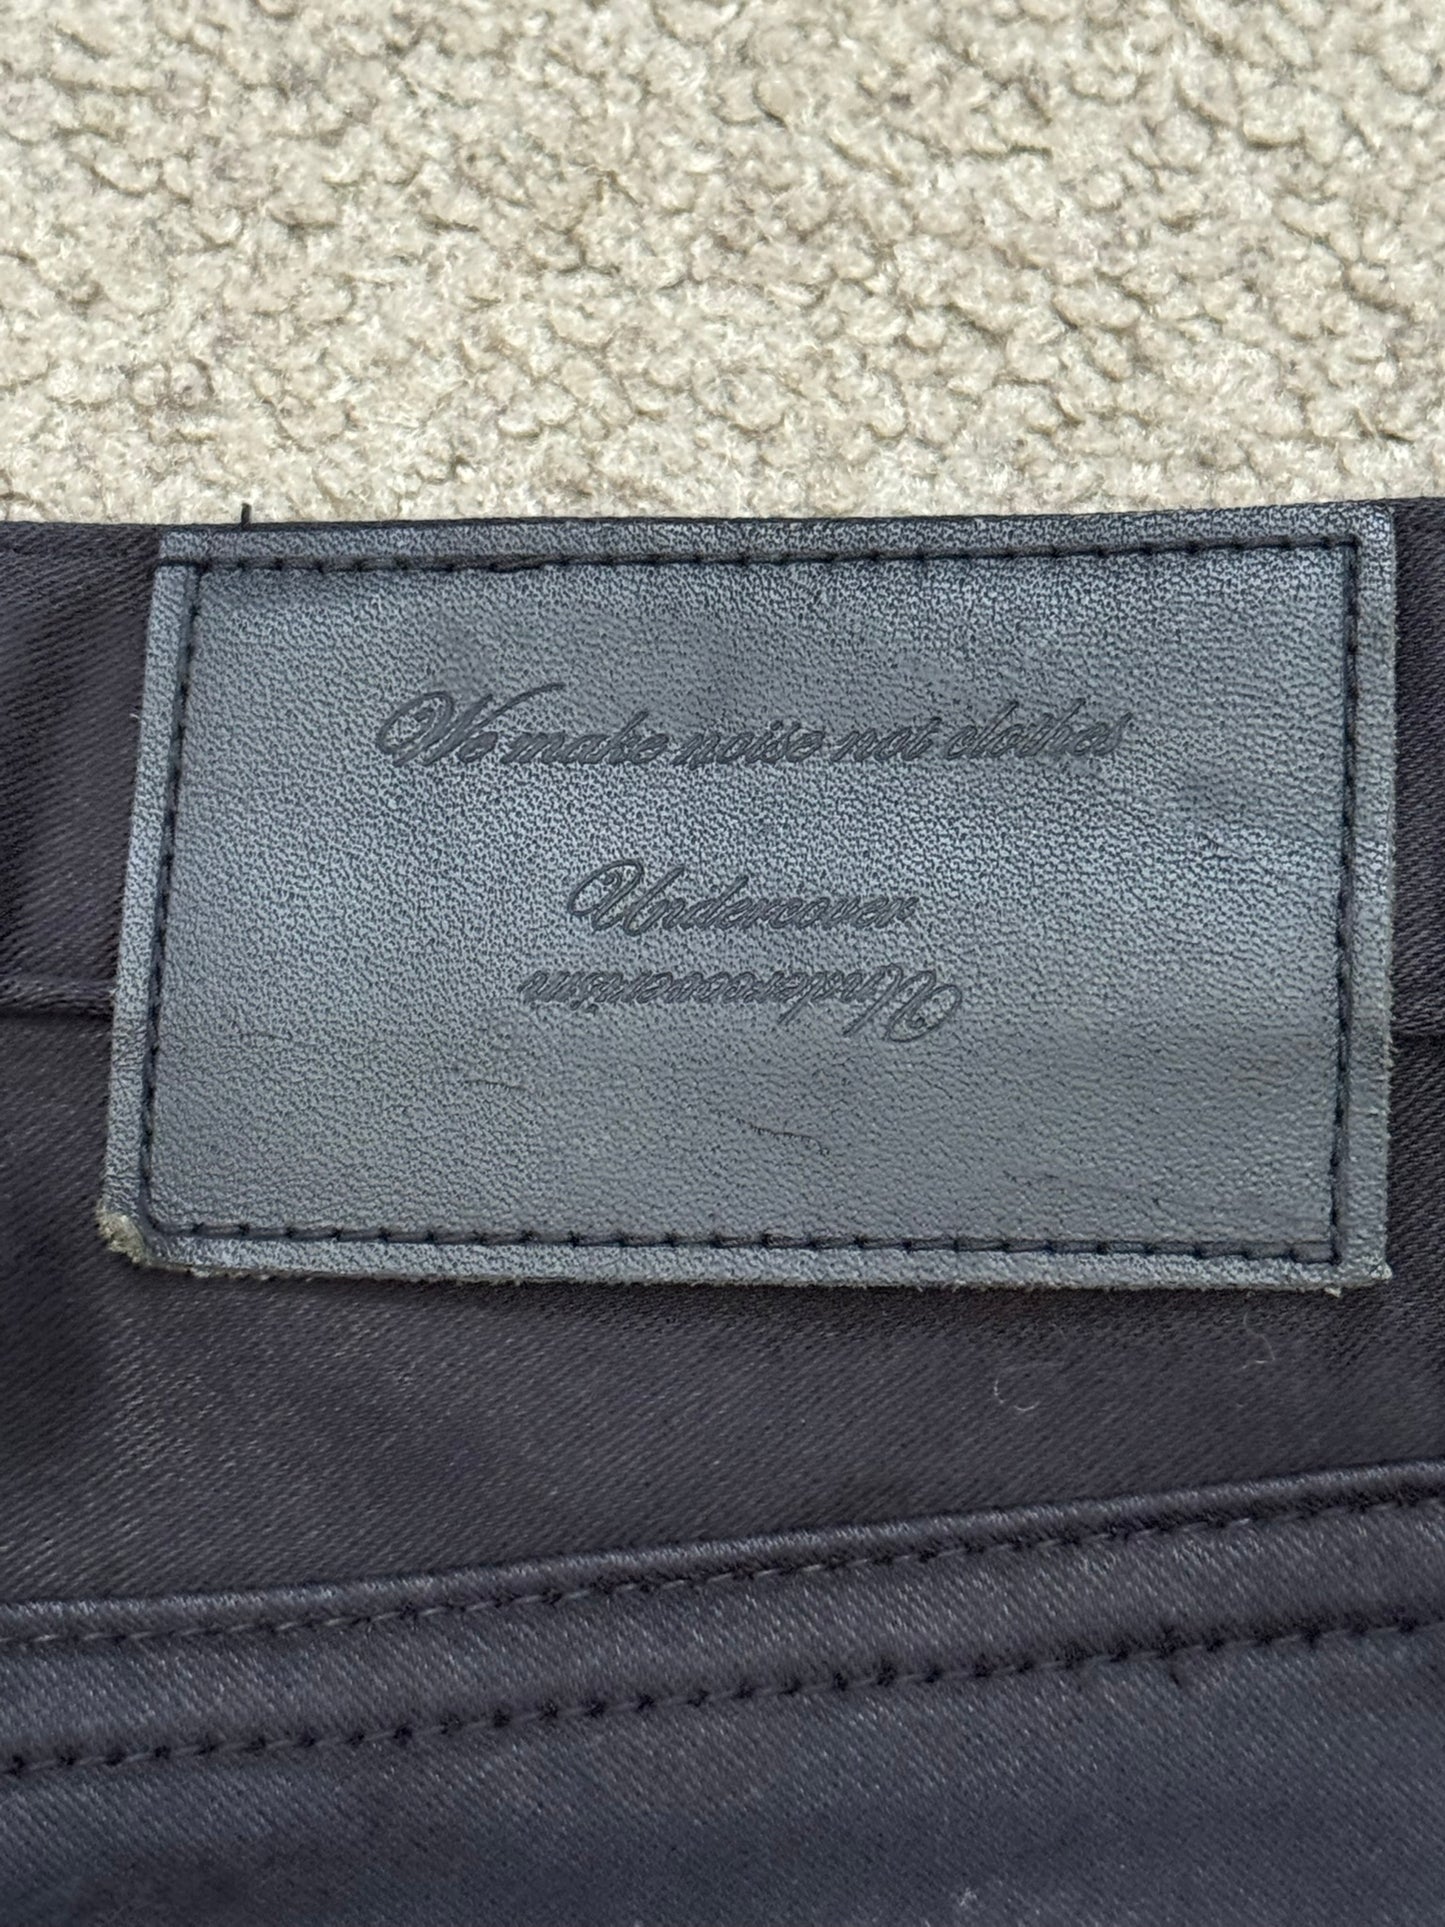 We make noise not clothes
Undercover
Undercoverism